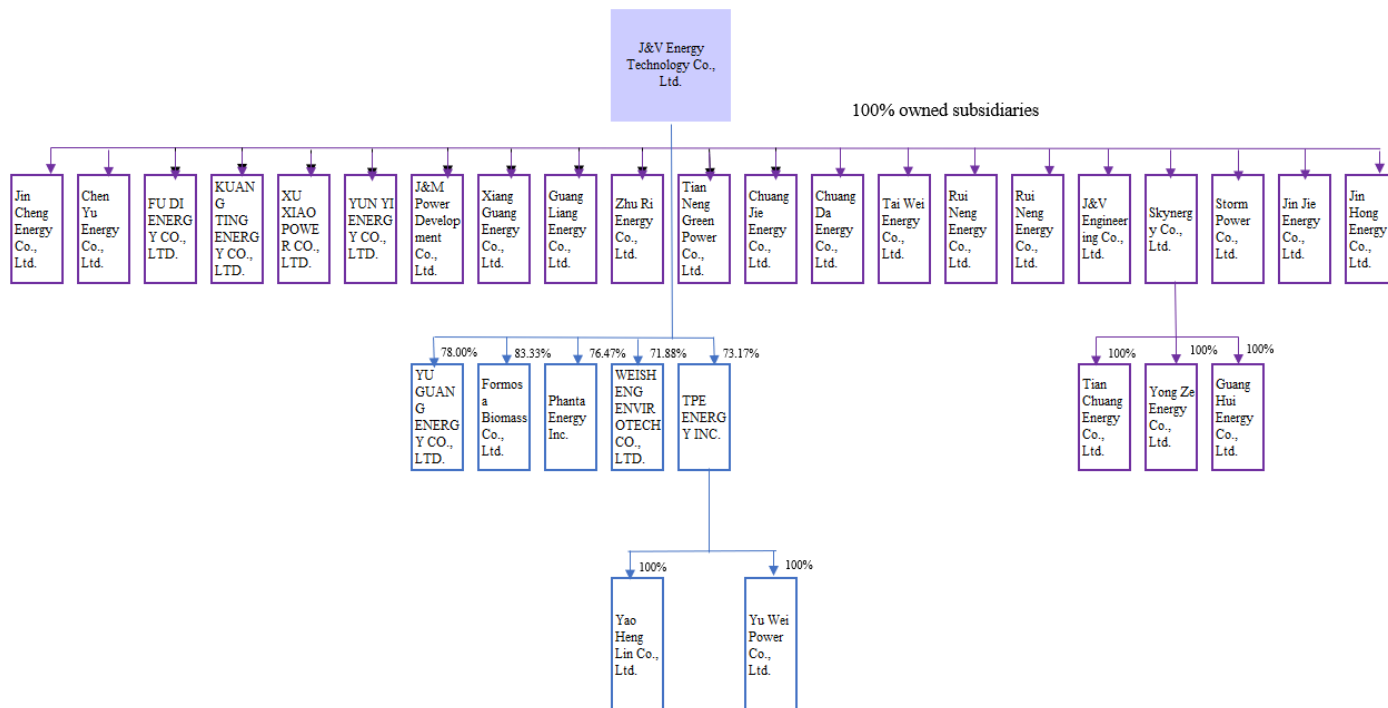 J&V Energy
Technology Co.,
Ltd.
100% owned subsidiaries
Jin
Cheng
Energy
Co.,
Ltd.
Chen
Yu
Energy
Co.,
Ltd.
FU DI
ENERG
Y CO.,
LTD.
KUAN
G
TING
ENERG
Y CO.,
LTD.
XU
XIAO
POWE
R CO.,
LTD.
YUN YI
ENERG
Y CO.,
LTD.
J&M
Power
Develop
ment
Co.,
Ltd.
Xiang
Guang
Energy
Co.,
Ltd.
Guang
Liang
Energy
Co.,
Ltd.
Zhu Ri
Energy
Co.,
Ltd.
Tian
Neng
Green
Power
Co.,
Ltd.
Chuang
Jie
Energy
Co.,
Ltd.
Chuang
Da
Energy
Co.,
Ltd.
Tai Wei
Energy
Co.,
Ltd.
Rui
Neng
Energy
Co.,
Ltd.
Rui
Neng
Energy
Co.,
Ltd.
J&V
Engineer
ing Co.,
Ltd.
Skynerg
y Co.,
Ltd.
Storm
Power
Co.,
Ltd.
Jin Jie
Energy
Co.,
Ltd.
Jin
Hong
Energy
Co.,
Ltd.
78.00%
83.33%
76.47%
71.88%
73.17%
YU
GUAN
G
ENERG
Y CO.,
LTD.
Formos
a
Biomass
Co.,
Ltd.
Phanta
Energy
Inc.
WEISH
ENG
ENVIR
OTECH
CO.,
LTD.
TPE
ENERG
Y INC.
100%
100%
100%
Tian
Chuang
Energy
Co.,
Ltd.
Yong Ze
Energy
Co.,
Ltd.
Guang
Hui
Energy
Co.,
Ltd.
100%
100%
Yao
Heng
Lin Co.,
Ltd.
Yu Wei
Power
Co.,
Ltd.